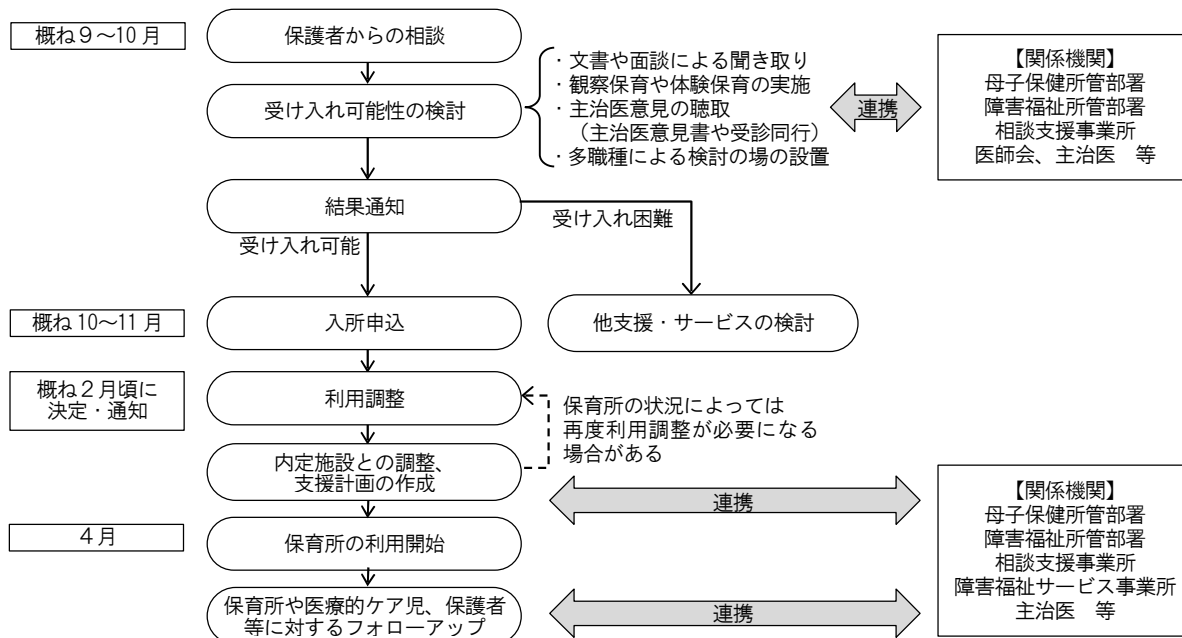 概ね９～10月
保護者からの相談
受け入れ可能性の検討
・文書や面談による聞き取り
・観察保育や体験保育の実施
・主治医意見の聴取
（主治医意見書や受診同行）
・多職種による検討の場の設置
連携
【関係機関】
母子保健所管部署
障害福祉所管部署
相談支援事業所
医師会、主治医　等
結果通知
受け入れ可能
受け入れ困難
概ね10～11月
入所申込
他支援・サービスの検討
概ね２月頃に
決定・通知
利用調整
保育所の状況によっては
再度利用調整が必要になる
場合がある
内定施設との調整、
支援計画の作成
連携
４月
保育所の利用開始
保育所や医療的ケア児、保護者
等に対するフォローアップ
連携
【関係機関】
母子保健所管部署
障害福祉所管部署
相談支援事業所
障害福祉サービス事業所
主治医　等